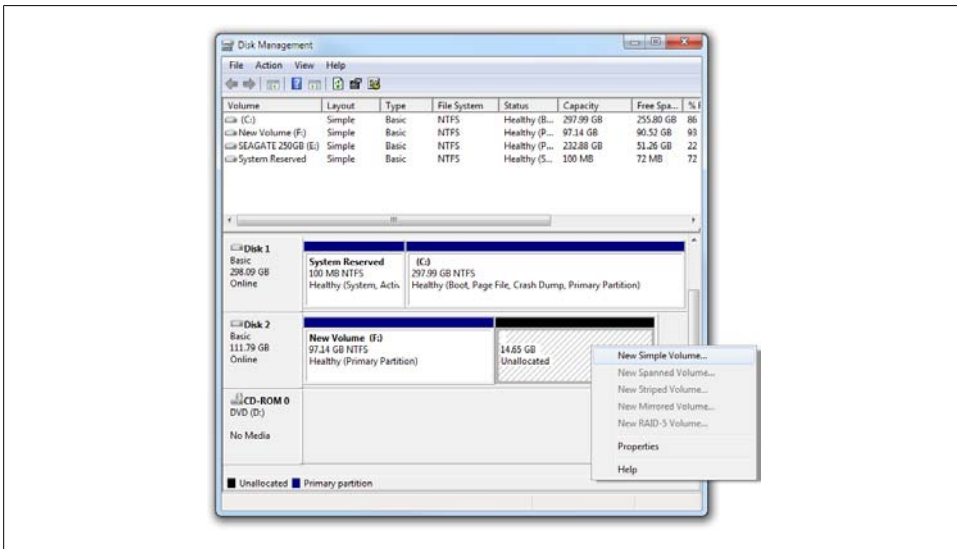 Disk Management
File Action View Help
Volume Layout Type File System Status Capacity Free Spa... %
(C:) Simple Basic NTFS Healthy (B... 297.99 GB 255.80 GB 86
New Volume (F:) Simple Basic NTFS Healthy (P... 97.14 GB 90.52 GB 93
SEAGATE 250GB (E:) Simple Basic NTFS Healthy (P... 232.88 GB 51.26 GB 22
System Reserved Simple Basic NTFS Healthy (S... 100 MB 72 MB 72
Disk 1
Basic
298.09 GB
Online
System Reserved
100 MB NTFS
Healthy (System, Activ
(C:)
297.99 GB NTFS
Healthy (Boot, Page File, Crash Dump, Primary Partition)
Disk 2
Basic
111.79 GB
Online
New Volume (F:)
97.14 GB NTFS
Healthy (Primary Partition)
14.65 GB
Unallocated
New Simple Volume...
New Spanned Volume...
New Striped Volume...
New Mirrored Volume...
New RAID-5 Volume...
Properties
Help
CD-ROM 0
DVD (D:)
No Media
Unallocated Primary partition